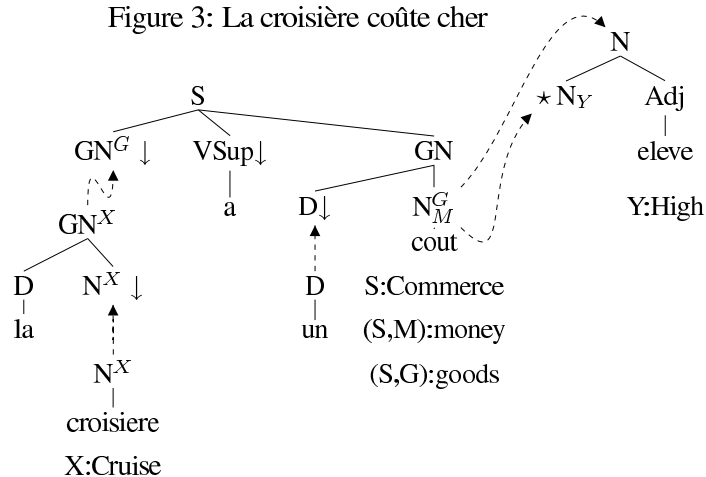 Figure 3: La croisière coûte cher
N
S
⋆ N_Y Adj
GN^G ↓ VSup↓ GN
eleve
a D↓ N_M^G Y:High
GN^X
cout
D N^X ↓ D S:Commerce
la un (S,M):money
N^X (S,G):goods
croisiere
X:Cruise